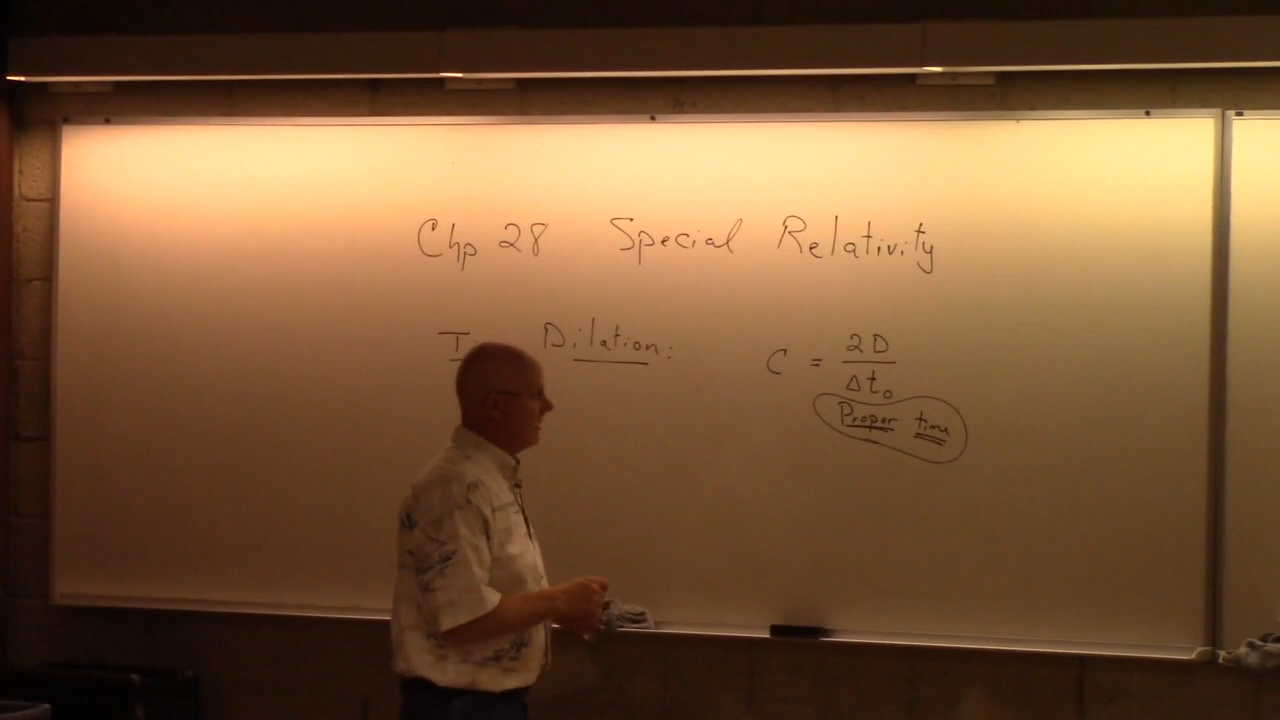 Chp 28 Special Relativity
Dilation:
C = 2D / Δt₀
Proper time